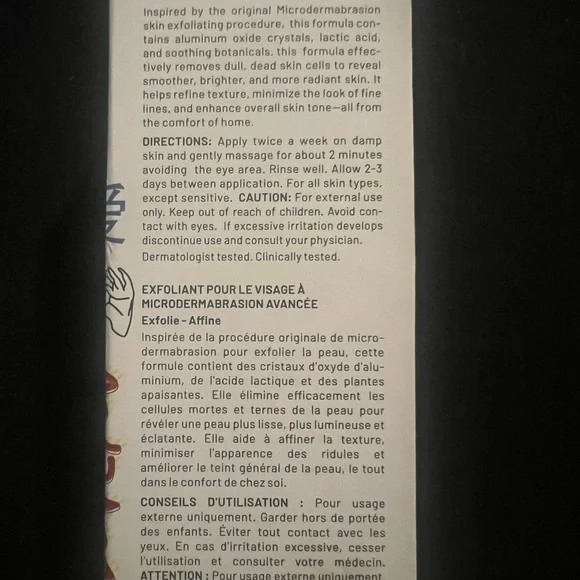 Inspired by the original Microdermabrasion
skin exfoliating procedure, this formula con-
tains aluminum oxide crystals, lactic acid,
and soothing botanicals, this formula effec-
tively removes dull, dead skin cells to reveal
smoother, brighter, and more radiant skin. It
helps refine texture, minimize the look of fine
lines, and enhance overall skin tone—all from
the comfort of home.
DIRECTIONS: Apply twice a week on damp
skin and gently massage for about 2 minutes
avoiding the eye area. Rinse well. Allow 2-3
days between application. For all skin types,
except sensitive. CAUTION: For external use
only. Keep out of reach of children. Avoid con-
tact with eyes. If excessive irritation develops
discontinue use and consult your physician.
Dermatologist tested. Clinically tested.
EXFOLIANT POUR LE VISAGE À
MICRODERMABRASION AVANCÉE
Exfolie - Affine
Inspirée de la procédure originale de micro-
dermabrasion pour exfolier la peau, cette
formule contient des cristaux d'oxyde d'alu-
minium, de l'acide lactique et des plantes
apaisantes. Elle élimine efficacement les
cellules mortes et ternes de la peau pour
révéler une peau plus lisse, plus lumineuse et
éclatante. Elle aide à affiner la texture,
minimiser l'apparence des ridules et
améliorer le teint général de la peau, le tout
dans le confort de chez soi.
CONSEILS D'UTILISATION : Pour usage
externe uniquement. Garder hors de portée
des enfants. Éviter tout contact avec les
yeux. En cas d'irritation excessive, cesser
l'utilisation et consulter votre médecin.
ATTENTION : Pour usage externe uniquement